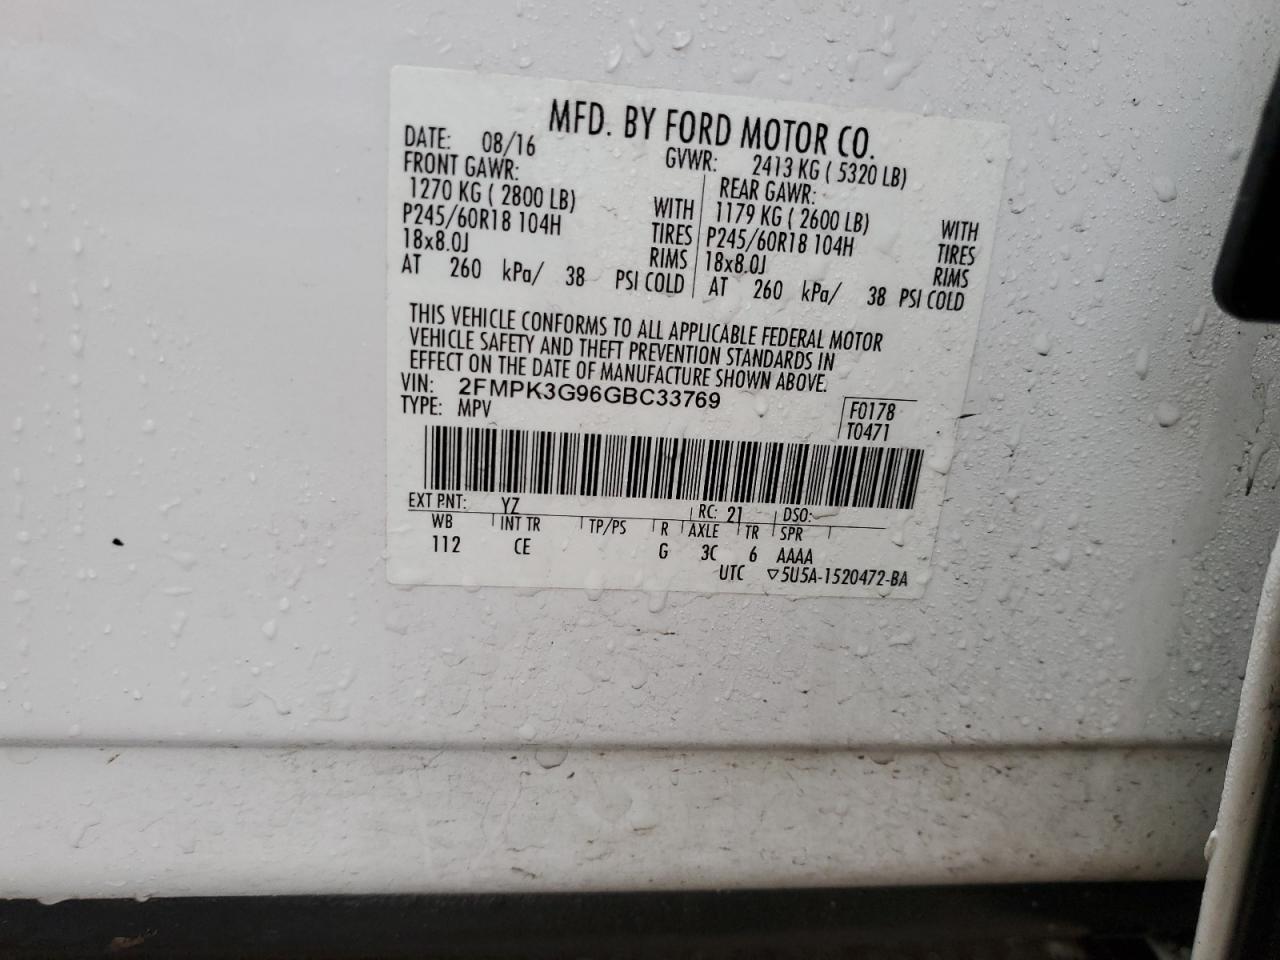 MFD. BY FORD MOTOR CO.
DATE: 08/16 GVWR: 2413 KG ( 5320 LB)
FRONT GAWR: REAR GAWR:
1270 KG ( 2800 LB) WITH 1179 KG ( 2600 LB) WITH
P245/60R18 104H TIRES P245/60R18 104H TIRES
18x8.0J RIMS 18x8.0J RIMS
AT 260 kPa/ 38 PSI COLD AT 260 kPa/ 38 PSI COLD
THIS VEHICLE CONFORMS TO ALL APPLICABLE FEDERAL MOTOR
VEHICLE SAFETY AND THEFT PREVENTION STANDARDS IN
EFFECT ON THE DATE OF MANUFACTURE SHOWN ABOVE.
VIN: 2FMPK3G96GBC33769 F0178
TYPE: MPV T0471
EXT PNT: YZ RC: 21 DSO:
WB INT TR TP/PS R AXLE TR SPR
112 CE G 3C 6 AAAA
UTC ▽5U5A-1520472-BA